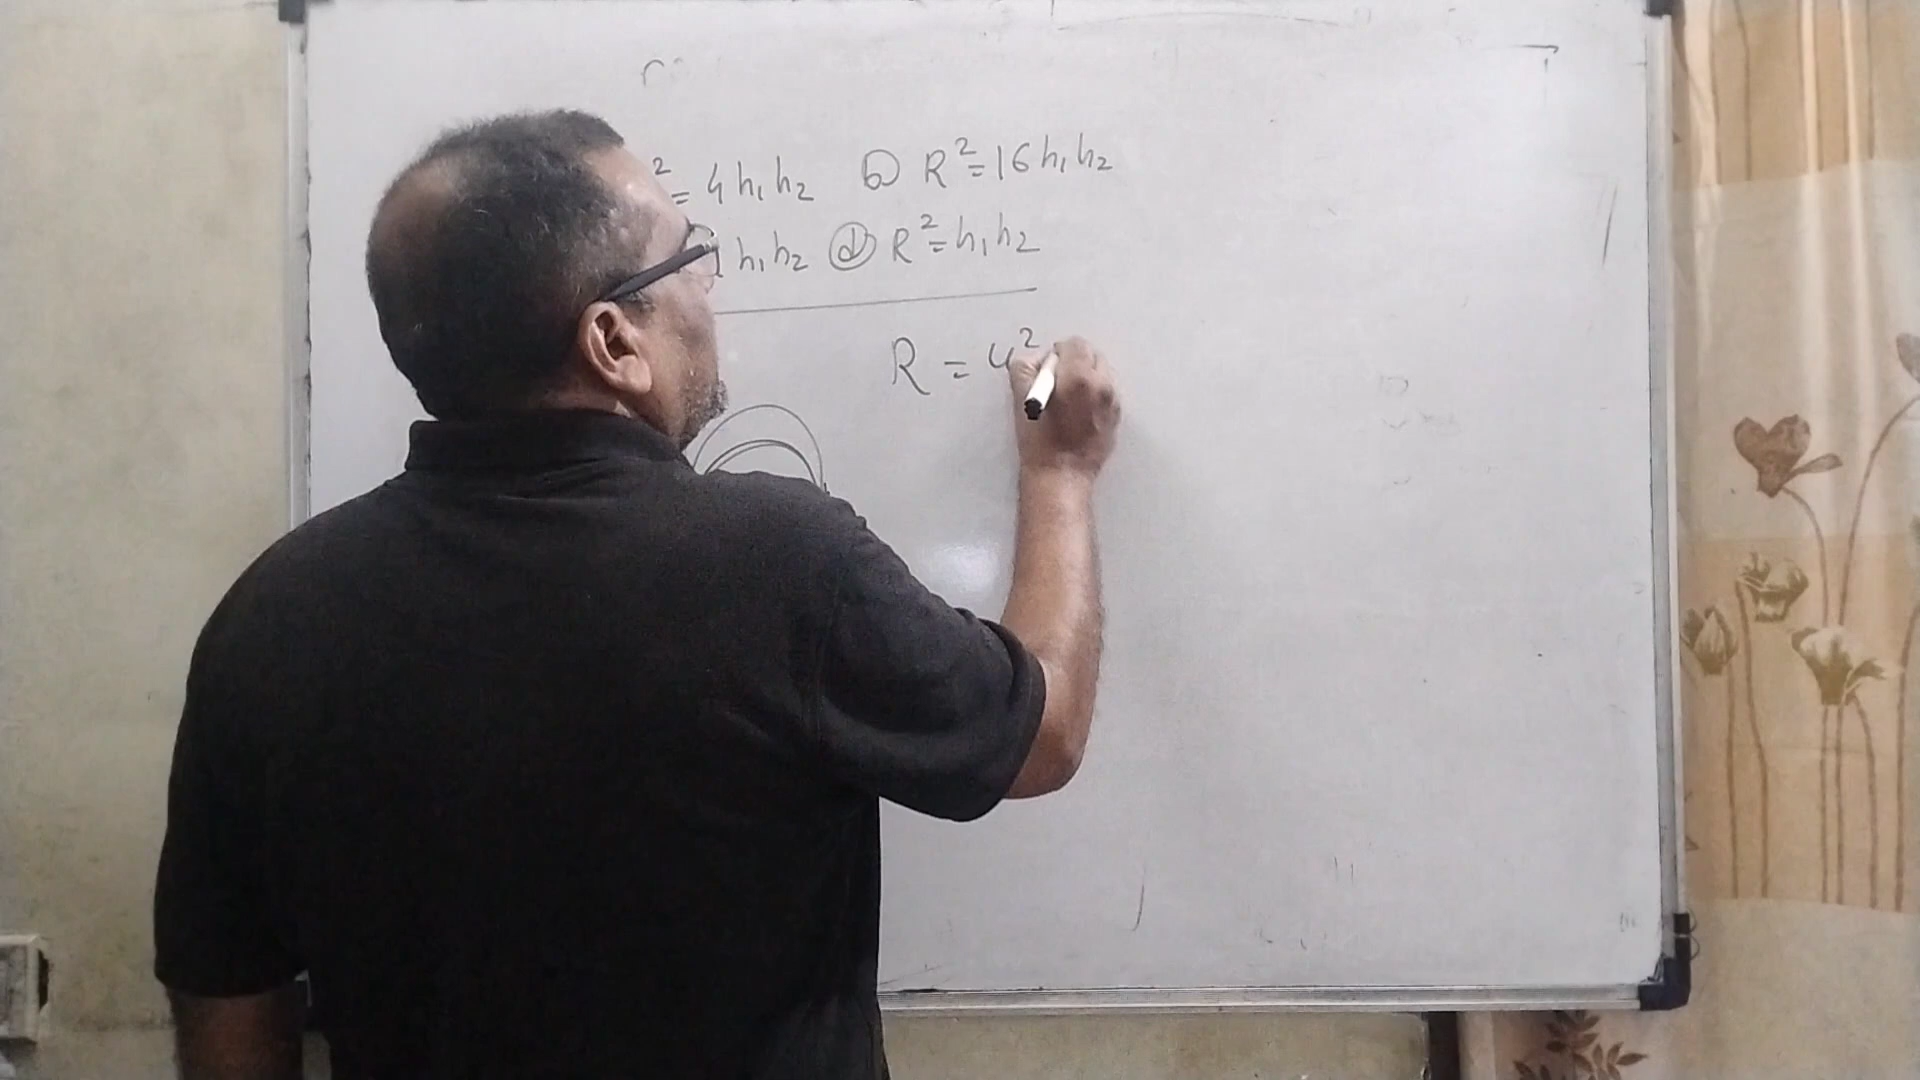 r
² = 4 h₁ h₂ ⓑ R² = 16 h₁ h₂
h₁ h₂ ⓓ R² = h₁ h₂
R = u²